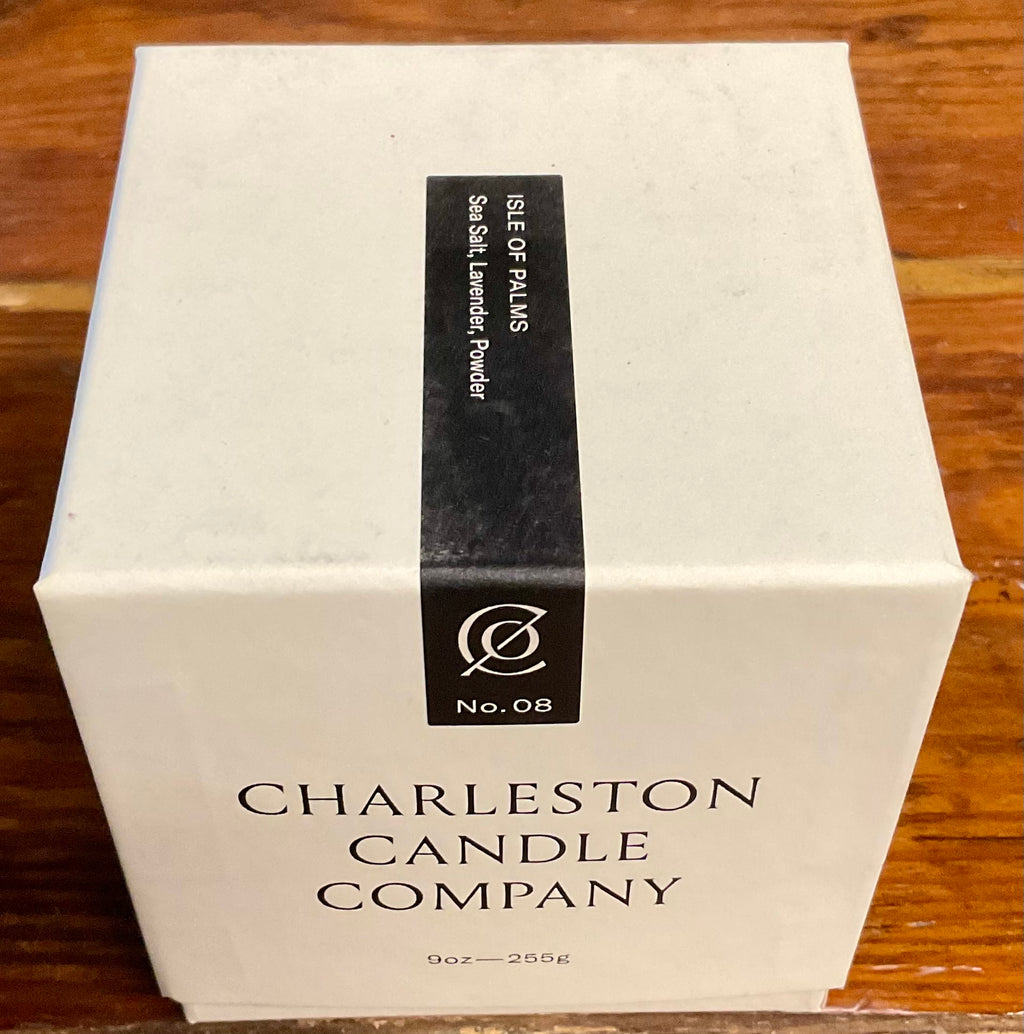 ISLE OF PALMS
Sea Salt, Lavender, Powder
No. 08
CHARLESTON
CANDLE
COMPANY
9oz—255g